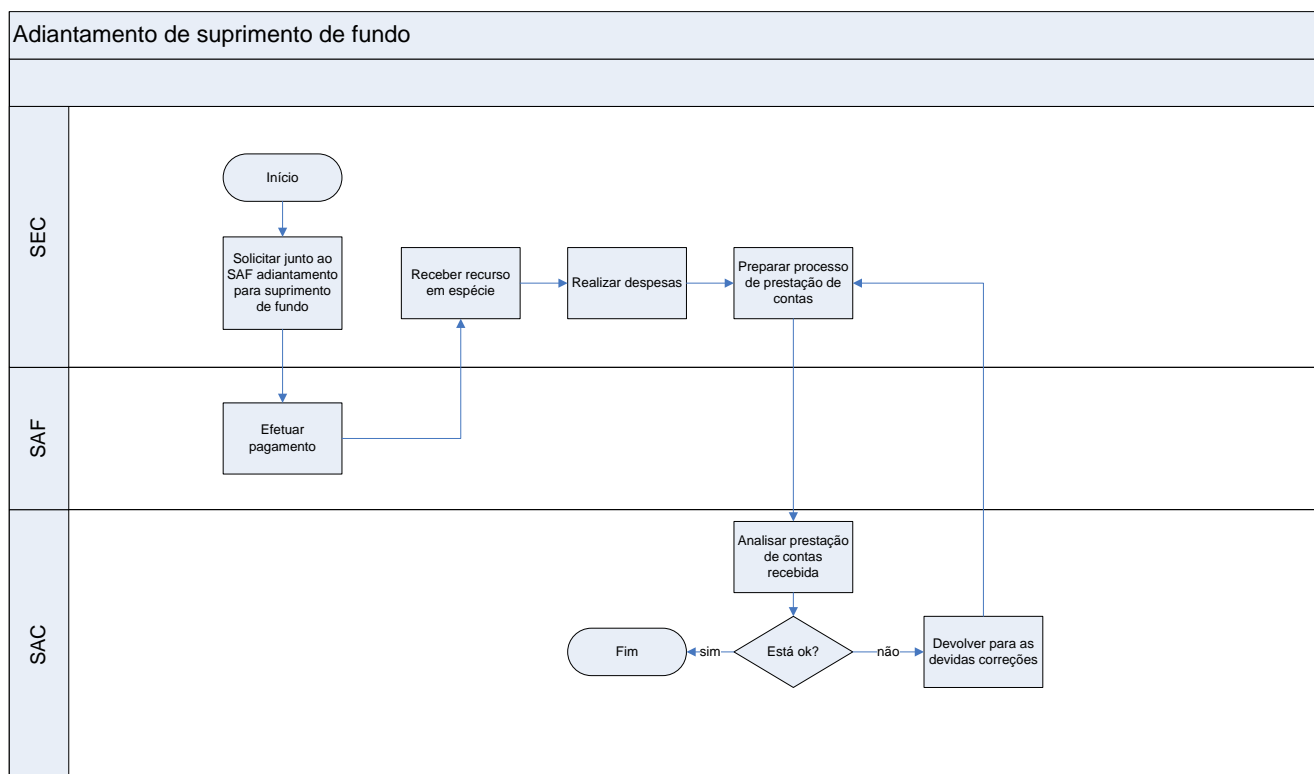 Adiantamento de suprimento de fundo
SEC
Início
Solicitar junto ao
SAF adiantamento
para suprimento
de fundo
Receber recurso
em espécie
Realizar despesas
Preparar processo
de prestação de
contas
SAF
Efetuar
pagamento
SAC
Analisar prestação
de contas
recebida
Fim
sim
Está ok?
não
Devolver para as
devidas correções